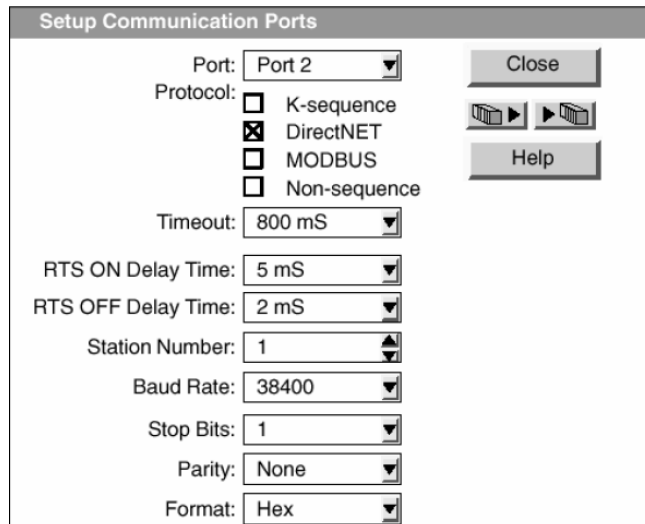 Setup Communication Ports
Port: Port 2
Close
Protocol:
K-sequence
DirectNET
MODBUS
Help
Non-sequence
Timeout: 800 mS
RTS ON Delay Time: 5 mS
RTS OFF Delay Time: 2 mS
Station Number: 1
Baud Rate: 38400
Stop Bits: 1
Parity: None
Format: Hex